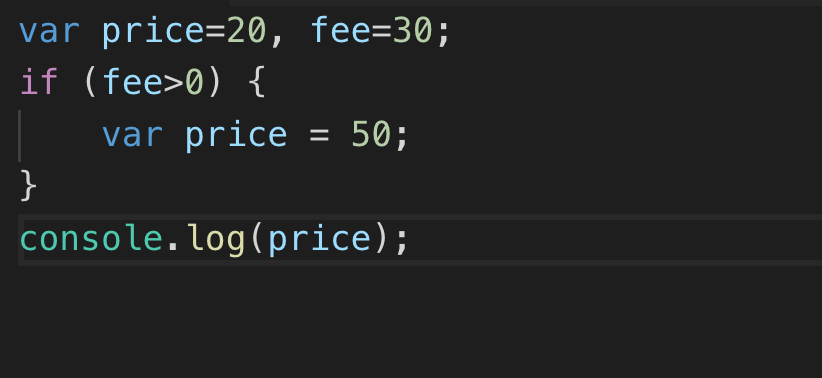 var price=20, fee=30;
if (fee>0) {
    var price = 50;
}
console.log(price);